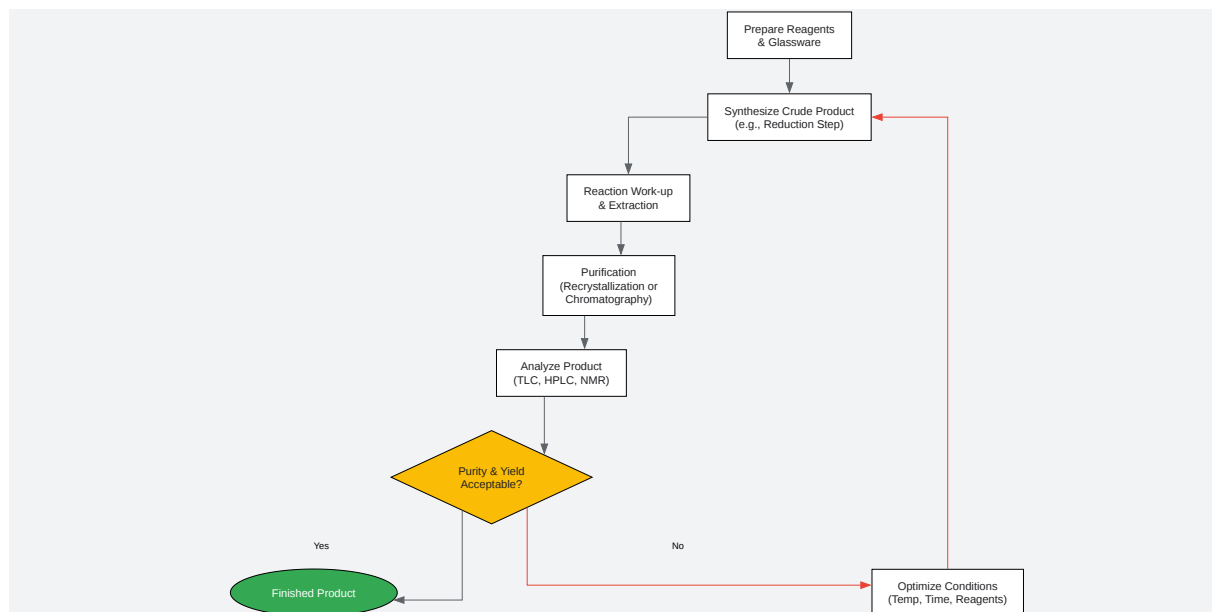 Prepare Reagents
& Glassware
Synthesize Crude Product
(e.g., Reduction Step)
Reaction Work-up
& Extraction
Purification
(Recrystallization or
Chromatography)
Analyze Product
(TLC, HPLC, NMR)
Purity & Yield
Acceptable?
Yes
No
Finished Product
Optimize Conditions
(Temp, Time, Reagents)